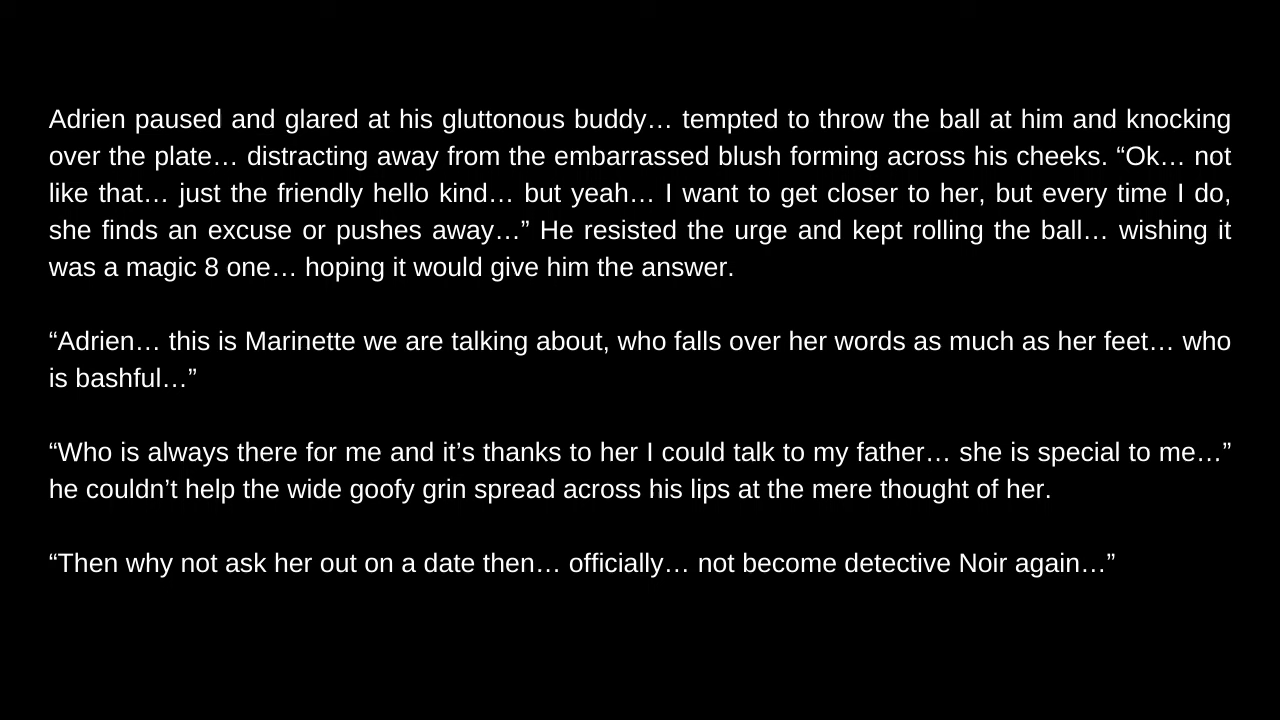 Adrien paused and glared at his gluttonous buddy… tempted to throw the ball at him and knocking
over the plate… distracting away from the embarrassed blush forming across his cheeks. “Ok… not
like that… just the friendly hello kind… but yeah… I want to get closer to her, but every time I do,
she finds an excuse or pushes away…” He resisted the urge and kept rolling the ball… wishing it
was a magic 8 one… hoping it would give him the answer.
“Adrien… this is Marinette we are talking about, who falls over her words as much as her feet… who
is bashful…”
“Who is always there for me and it’s thanks to her I could talk to my father… she is special to me…”
he couldn’t help the wide goofy grin spread across his lips at the mere thought of her.
“Then why not ask her out on a date then… officially… not become detective Noir again…”